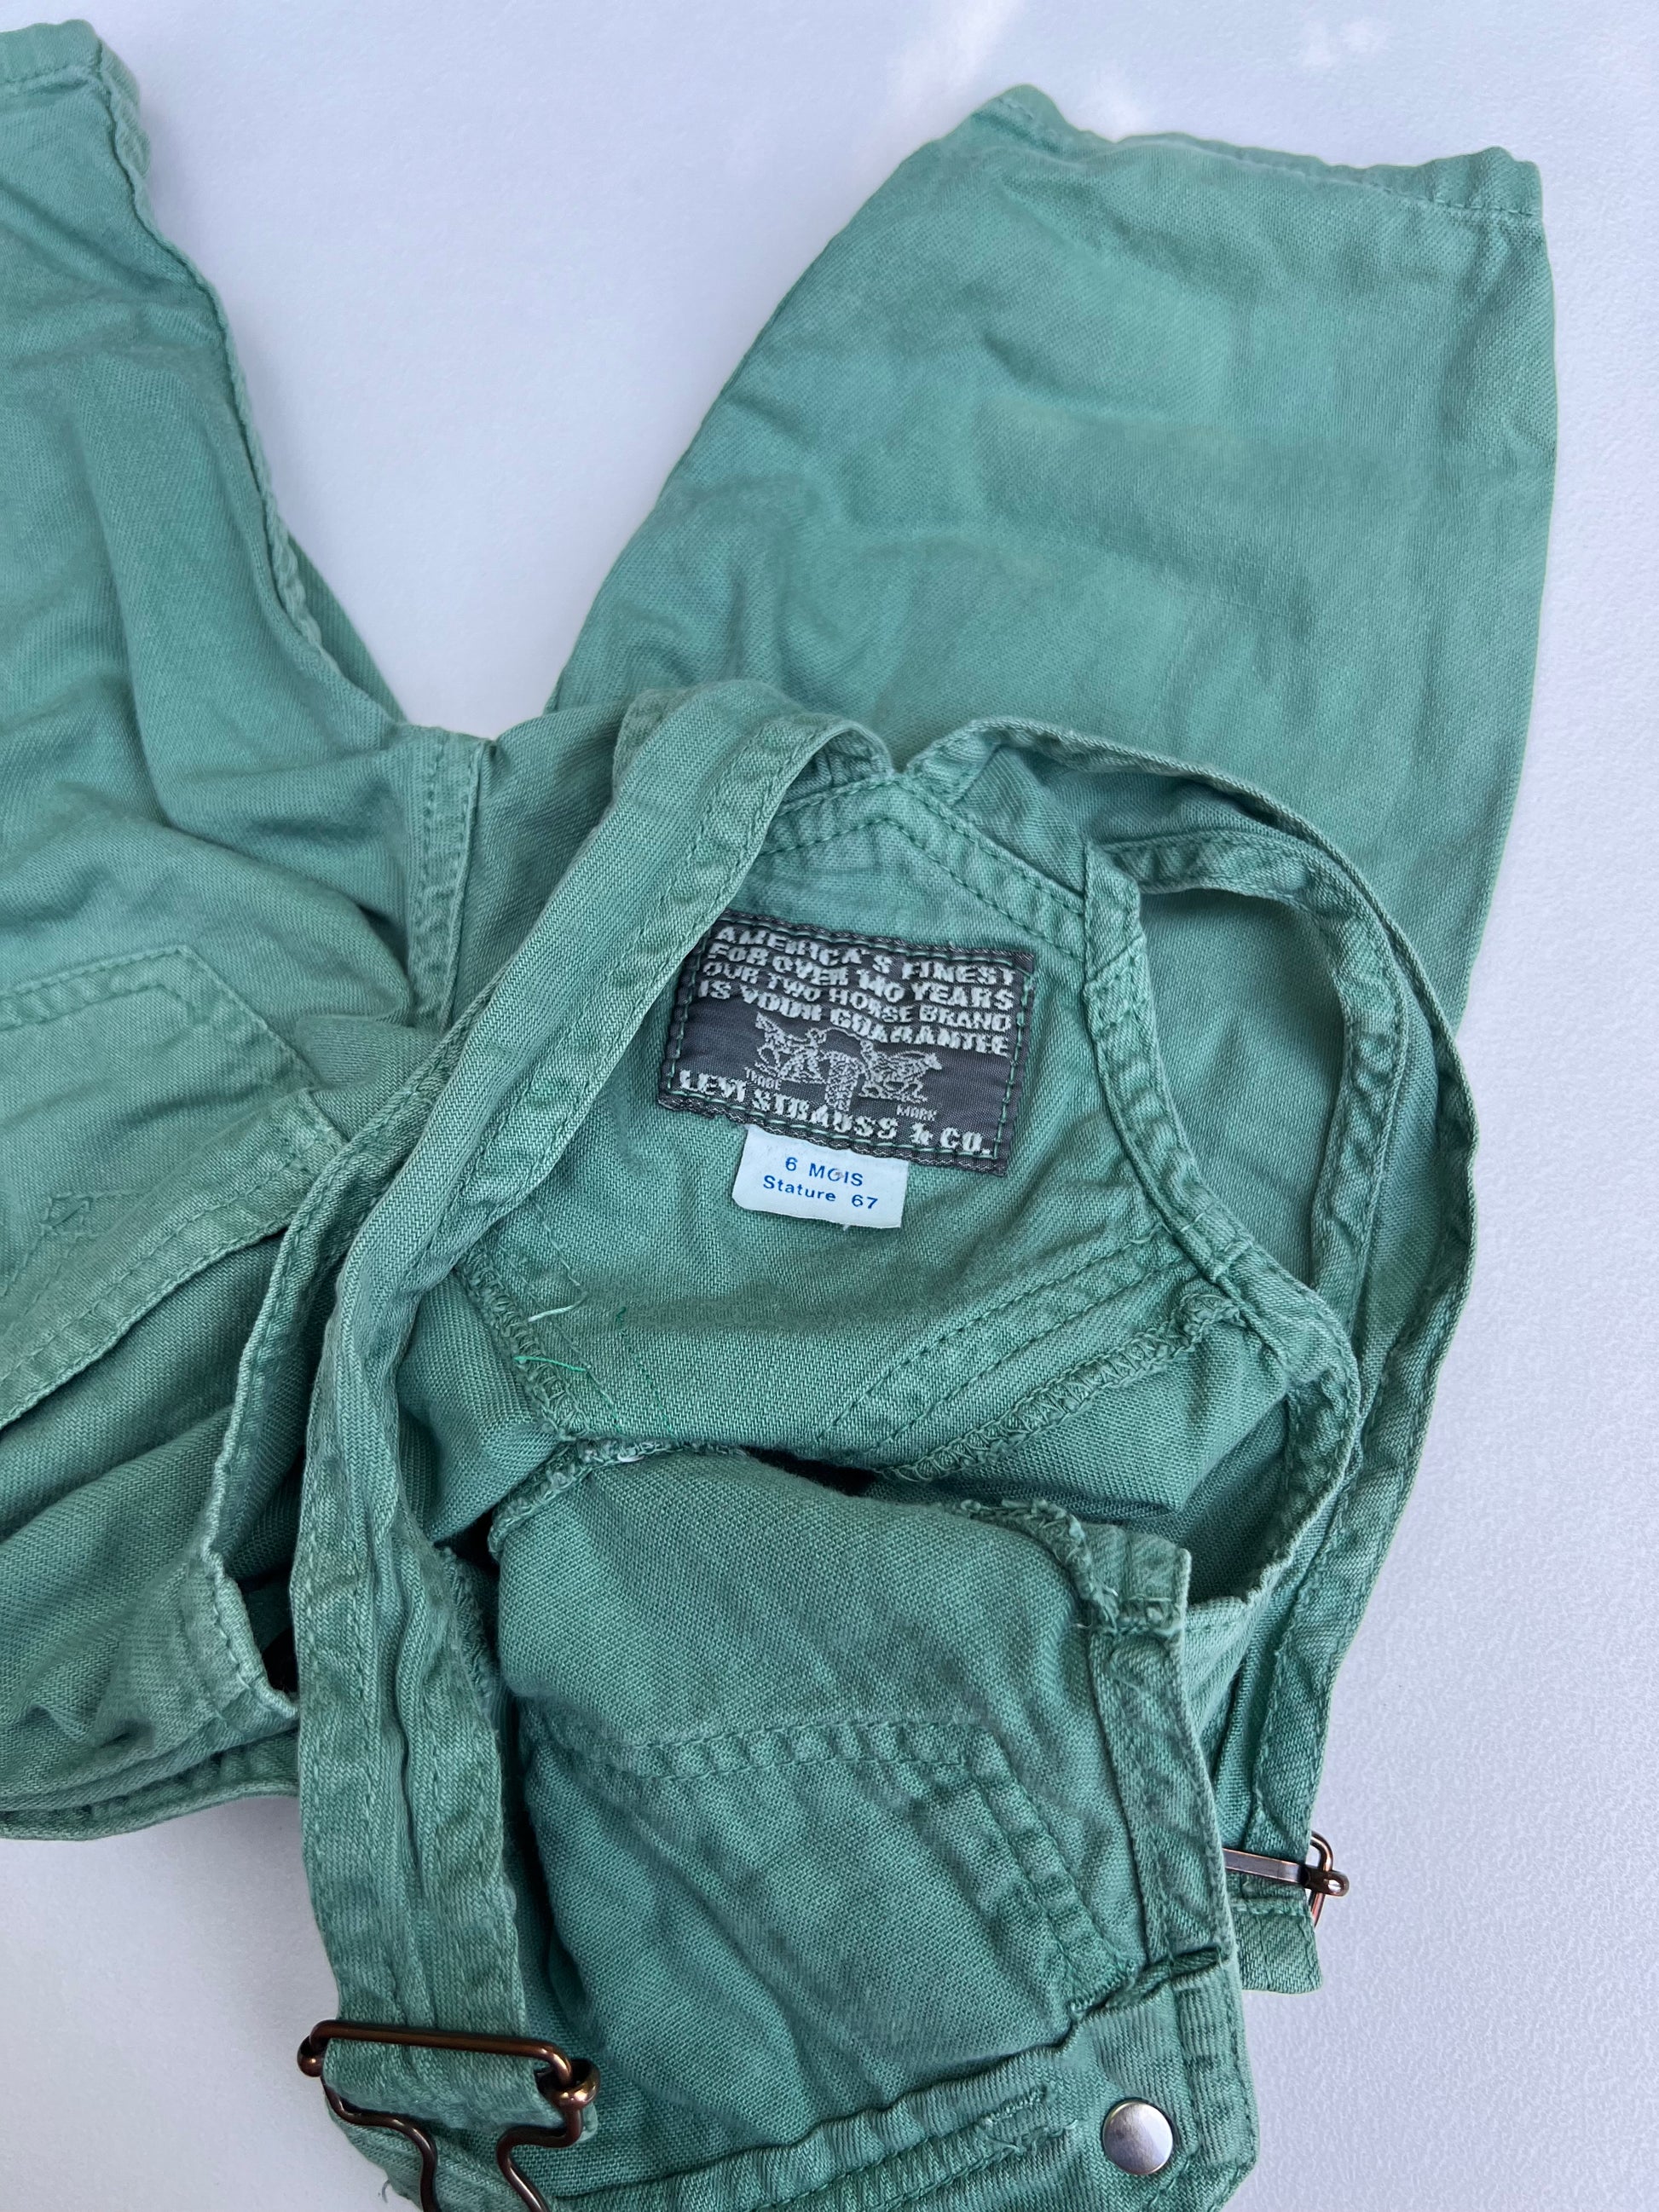 AMERICA'S FINEST
FOR OVER 140 YEARS
OUR TWO HORSE BRAND
IS YOUR GUARANTEE
TRADE MARK
LEVI STRAUSS & CO.
6 MOIS
Stature 67